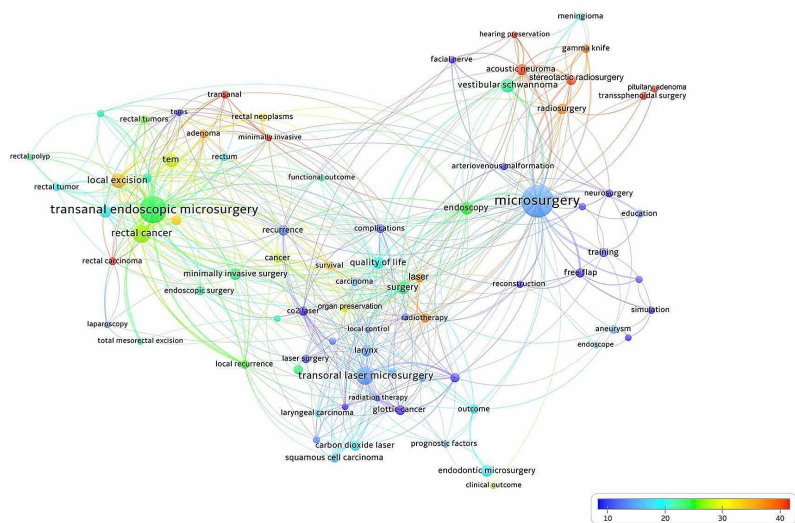 meningioma
hearing preservation
gamma knife
facial nerve
acoustic neuroma
stereotactic radiosurgery
vestibular schwannoma
pituitary adenoma
transsphenoidal surgery
transanal
tems
radiosurgery
rectal tumors
rectal neoplasms
adenoma
minimally invasive
rectal polyp
tem
rectum
arteriovenous malformation
local excision
functional outcome
rectal tumor
neurosurgery
microsurgery
transanal endoscopic microsurgery
endoscopy
education
rectal cancer
recurrence
complications
training
cancer
quality of life
rectal carcinoma
survival
minimally invasive surgery
laser
free flap
carcinoma
surgery
reconstruction
endoscopic surgery
organ preservation
co2 laser
simulation
radiotherapy
laparoscopy
local control
aneurysm
total mesorectal excision
endoscope
larynx
laser surgery
local recurrence
transoral laser microsurgery
radiation therapy
glottic cancer
outcome
laryngeal carcinoma
carbon dioxide laser
prognostic factors
squamous cell carcinoma
endodontic microsurgery
clinical outcome
10 20 30 40